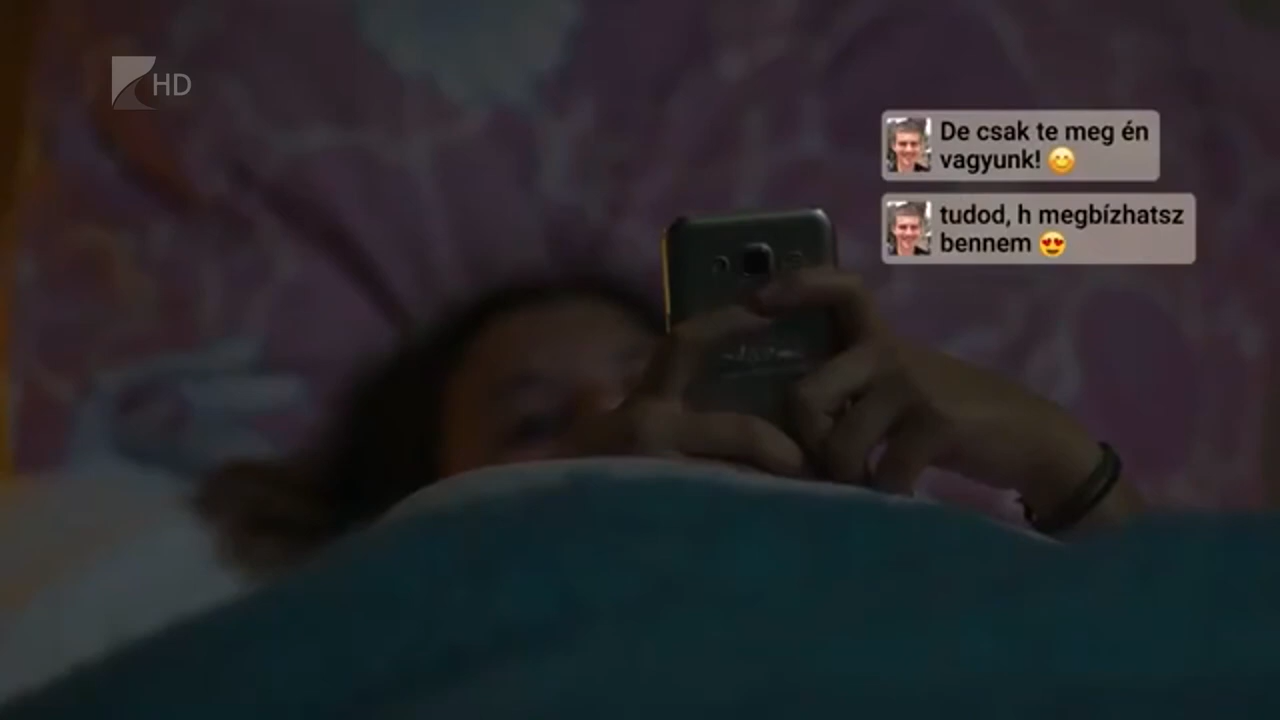 HD
De csak te meg én
vagyunk! 😊
tudod, h megbízhatsz
bennem 😍